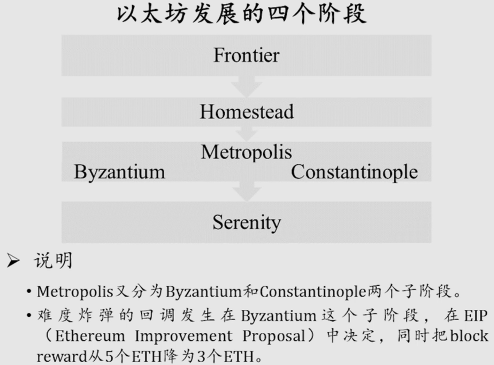 以太坊发展的四个阶段
Frontier
Homestead
Metropolis
Byzantium Constantinople
Serenity
➢ 说明
• Metropolis又分为Byzantium和Constantinople两个子阶段。
• 难度炸弹的回调发生在Byzantium这个子阶段，在EIP
（Ethereum Improvement Proposal）中决定，同时把block
reward从5个ETH降为3个ETH。